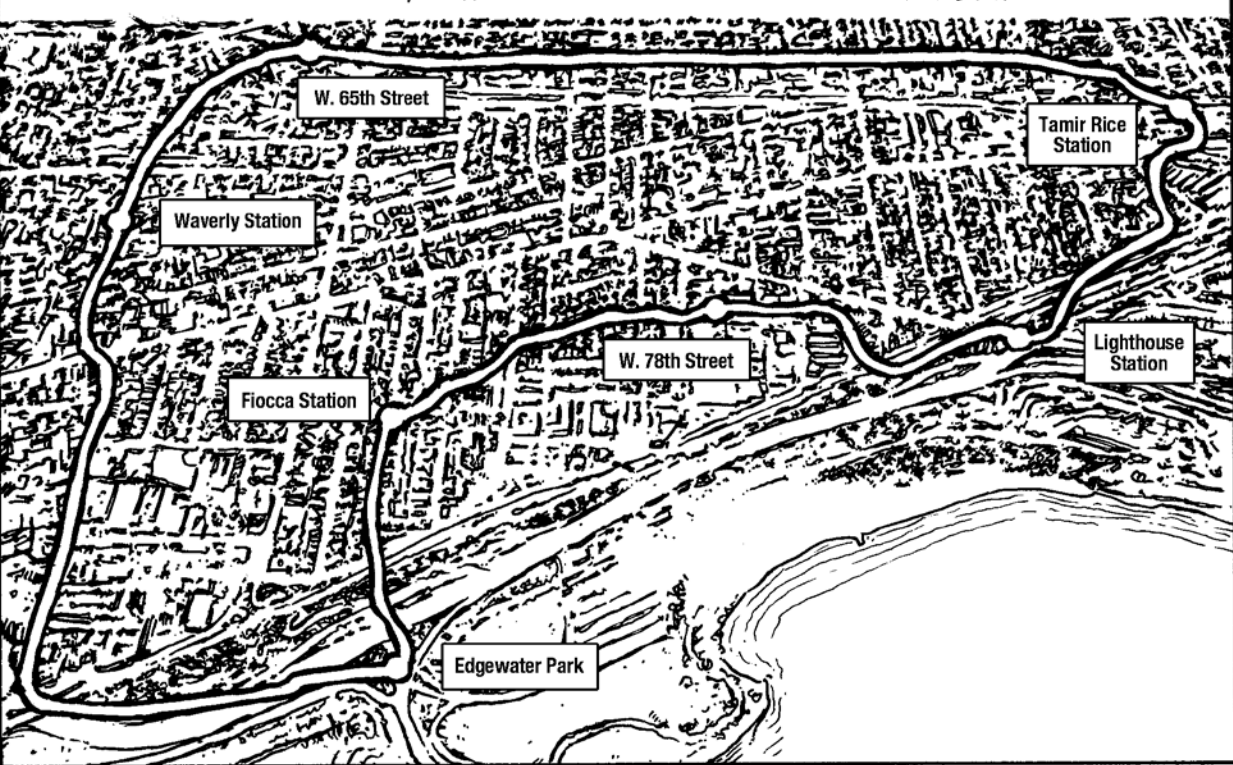 W. 65th Street
Tamir Rice
Station
Waverly Station
W. 78th Street
Lighthouse
Station
Fiocca Station
Edgewater Park